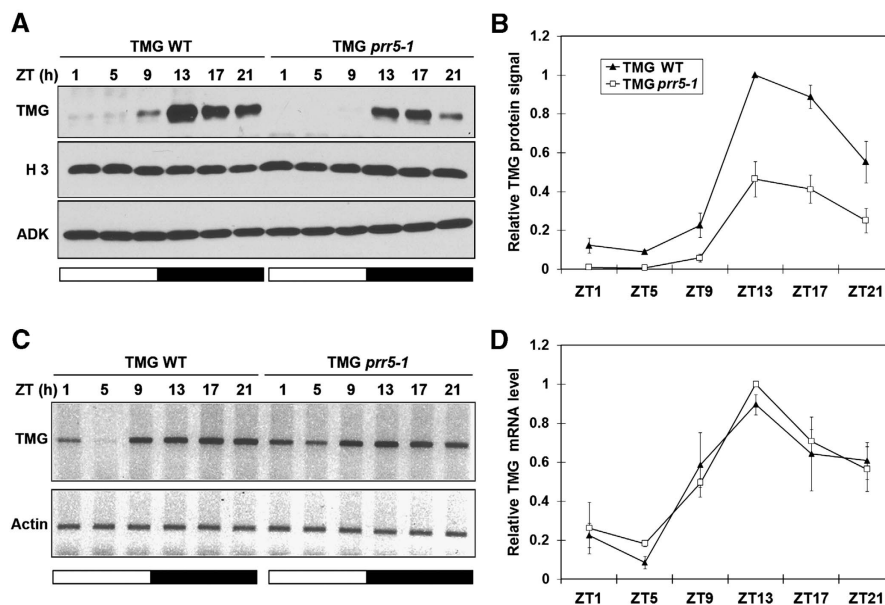 A
TMG WT TMG prr5-1
ZT (h) 1 5 9 13 17 21 1 5 9 13 17 21
TMG
H 3
ADK
B
Relative TMG protein signal
1.2
1
0.8
0.6
0.4
0.2
0
TMG WT
TMG prr5-1
ZT1 ZT5 ZT9 ZT13 ZT17 ZT21
C
TMG WT TMG prr5-1
ZT (h) 1 5 9 13 17 21 1 5 9 13 17 21
TMG
Actin
D
Relative TMG mRNA level
1.2
1
0.8
0.6
0.4
0.2
0
ZT1 ZT5 ZT9 ZT13 ZT17 ZT21